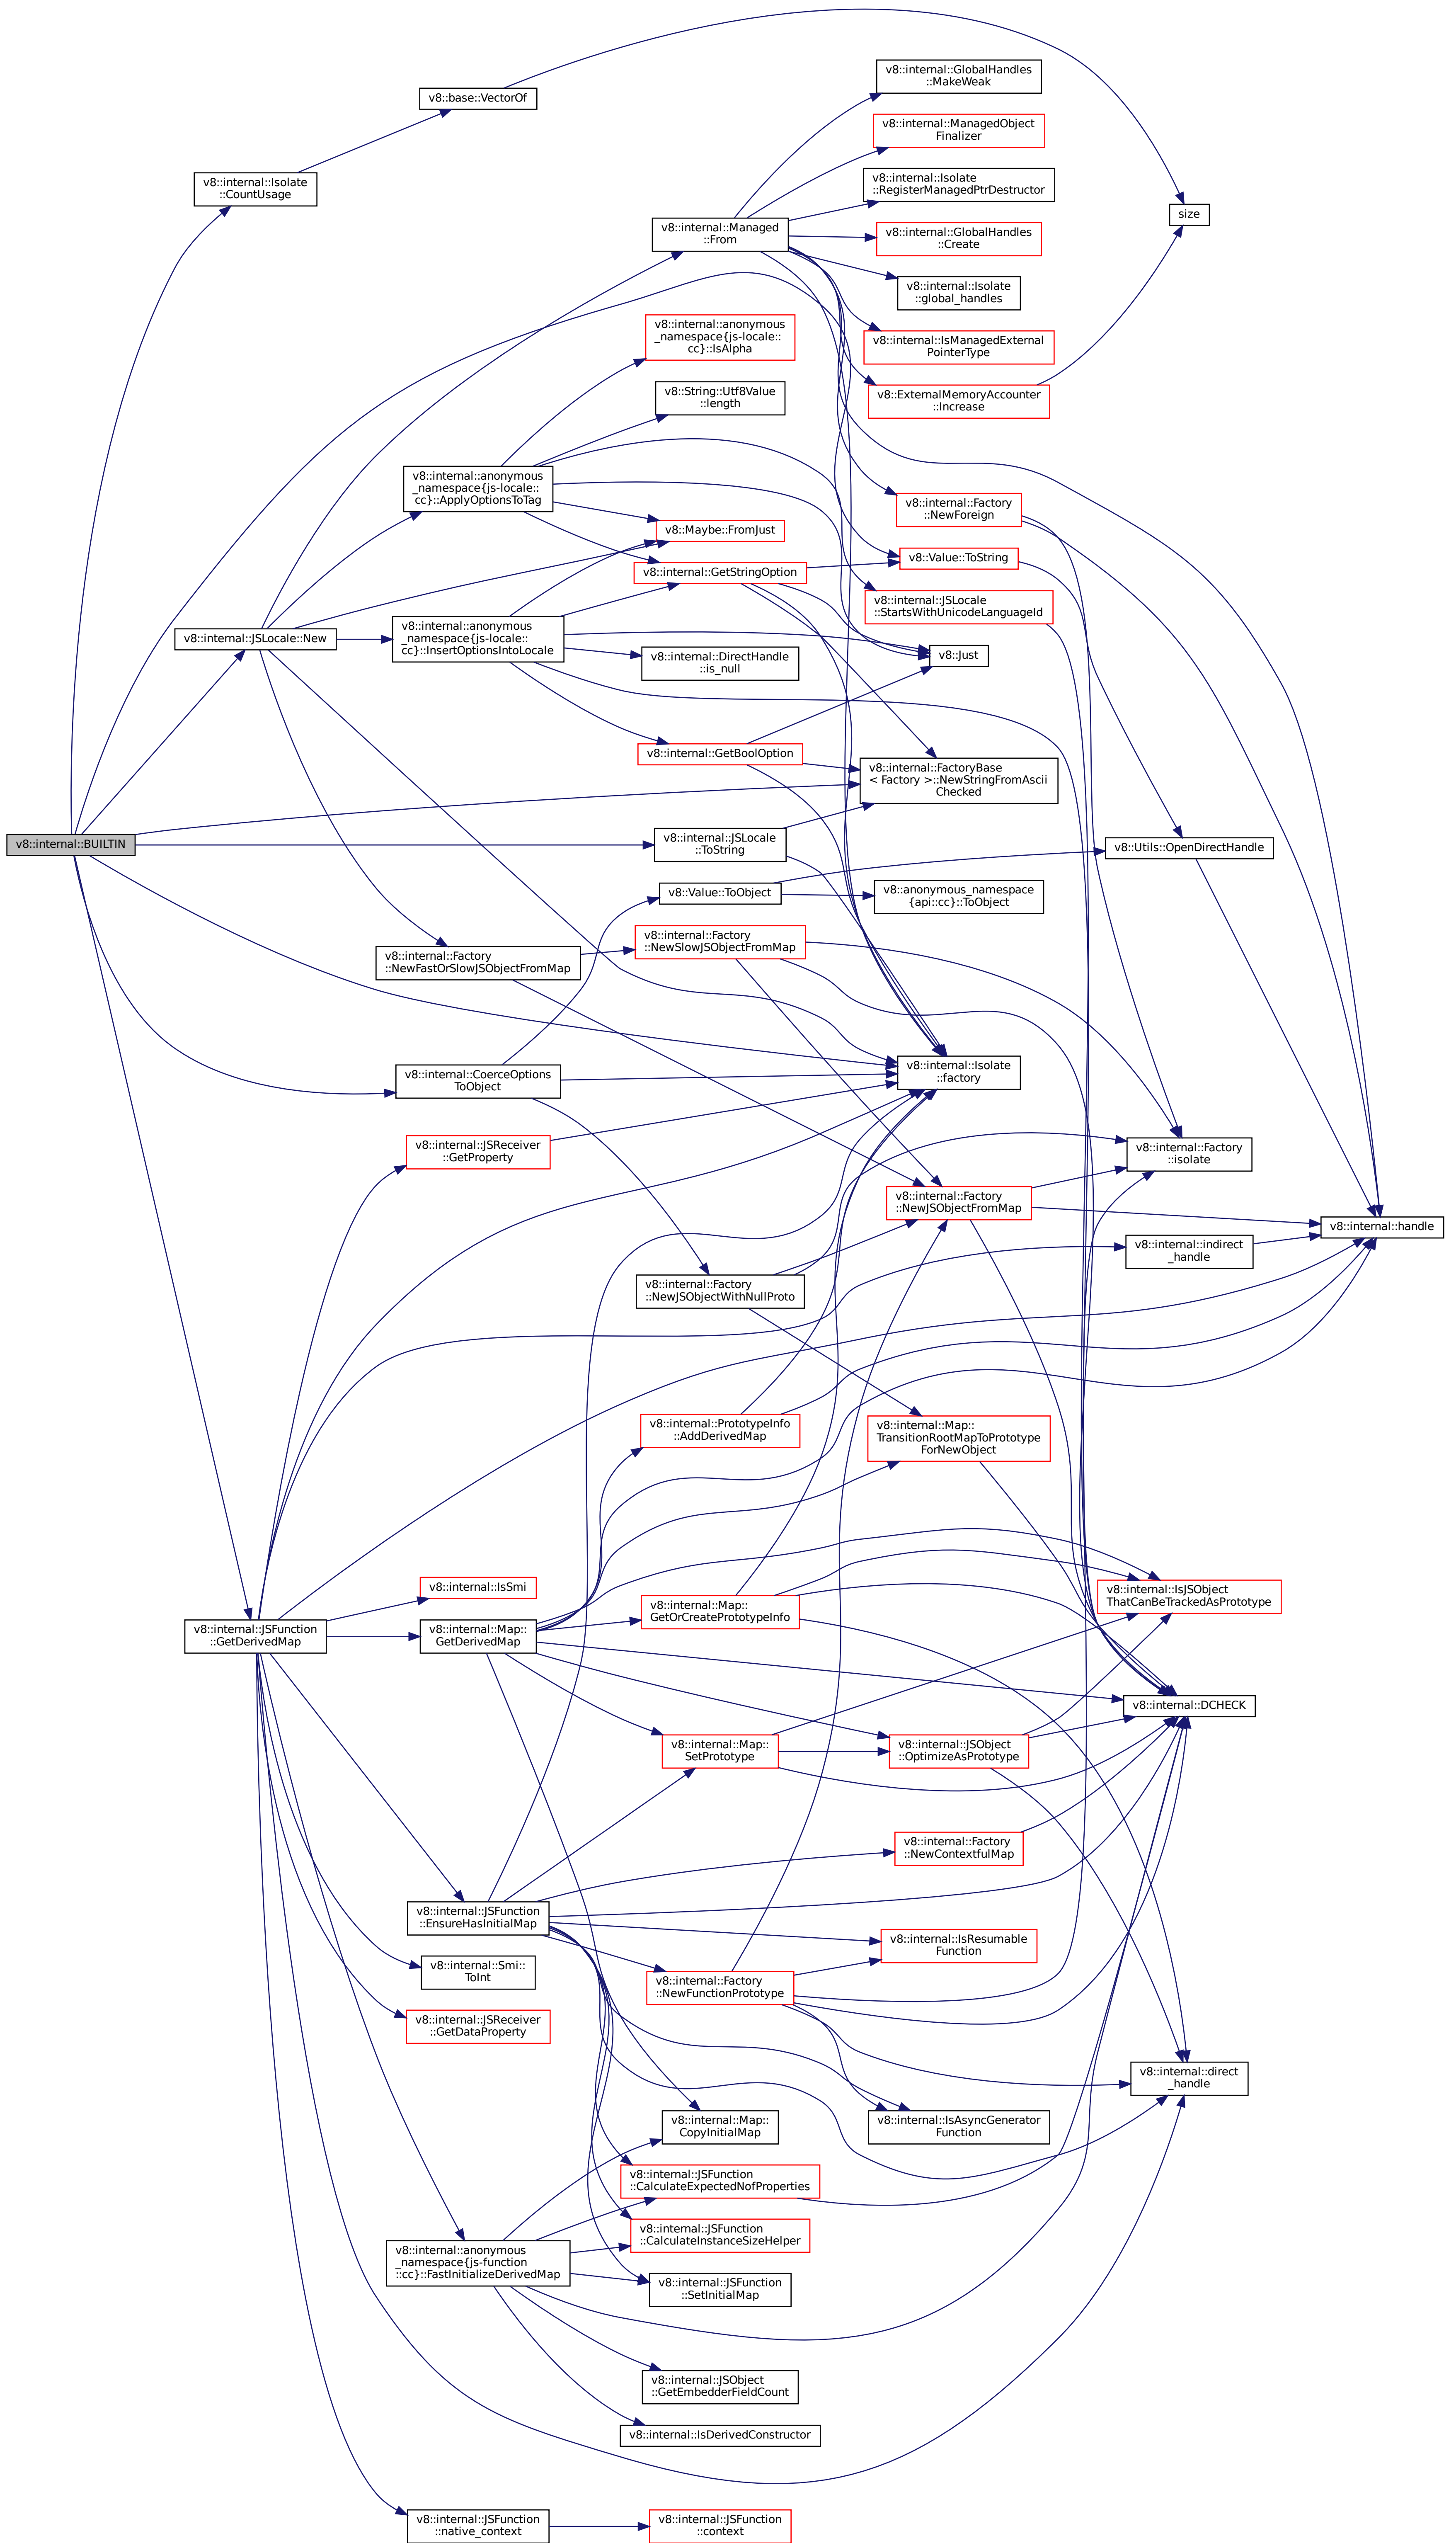 v8::base::VectorOf
v8::internal::Isolate
::CountUsage
v8::internal::GlobalHandles
::MakeWeak
v8::internal::ManagedObject
Finalizer
v8::internal::Isolate
::RegisterManagedPtrDestructor
size
v8::internal::Managed
::From
v8::internal::GlobalHandles
::Create
v8::internal::Isolate
::global_handles
v8::internal::anonymous
_namespace{js-locale::
cc}::IsAlpha
v8::internal::IsManagedExternal
PointerType
v8::String::Utf8Value
::length
v8::ExternalMemoryAccounter
::Increase
v8::internal::anonymous
_namespace{js-locale::
cc}::ApplyOptionsToTag
v8::internal::Factory
::NewForeign
v8::Maybe::FromJust
v8::Value::ToString
v8::internal::GetStringOption
v8::internal::JSLocale
::StartsWithUnicodeLanguageId
v8::internal::JSLocale::New
v8::internal::anonymous
_namespace{js-locale::
cc}::InsertOptionsIntoLocale
v8::internal::DirectHandle
::is_null
v8::Just
v8::internal::GetBoolOption
v8::internal::FactoryBase
< Factory >::NewStringFromAscii
Checked
v8::internal::BUILTIN
v8::internal::JSLocale
::ToString
v8::Utils::OpenDirectHandle
v8::Value::ToObject
v8::anonymous_namespace
{api::cc}::ToObject
v8::internal::Factory
::NewFastOrSlowJSObjectFromMap
v8::internal::Factory
::NewSlowJSObjectFromMap
v8::internal::CoerceOptions
ToObject
v8::internal::Isolate
::factory
v8::internal::JSReceiver
::GetProperty
v8::internal::Factory
::isolate
v8::internal::Factory
::NewJSObjectFromMap
v8::internal::handle
v8::internal::indirect
_handle
v8::internal::Factory
::NewJSObjectWithNullProto
v8::internal::PrototypeInfo
::AddDerivedMap
v8::internal::Map::
TransitionRootMapToPrototype
ForNewObject
v8::internal::IsSmi
v8::internal::Map::
GetOrCreatePrototypeInfo
v8::internal::IsJSObject
ThatCanBeTrackedAsPrototype
v8::internal::JSFunction
::GetDerivedMap
v8::internal::Map::
GetDerivedMap
v8::internal::DCHECK
v8::internal::Map::
SetPrototype
v8::internal::JSObject
::OptimizeAsPrototype
v8::internal::Factory
::NewContextfulMap
v8::internal::JSFunction
::EnsureHasInitialMap
v8::internal::IsResumable
Function
v8::internal::Smi::
ToInt
v8::internal::Factory
::NewFunctionPrototype
v8::internal::JSReceiver
::GetDataProperty
v8::internal::direct
_handle
v8::internal::Map::
CopyInitialMap
v8::internal::IsAsyncGenerator
Function
v8::internal::JSFunction
::CalculateExpectedNofProperties
v8::internal::JSFunction
::CalculateInstanceSizeHelper
v8::internal::anonymous
_namespace{js-function
::cc}::FastInitializeDerivedMap
v8::internal::JSFunction
::SetInitialMap
v8::internal::JSObject
::GetEmbedderFieldCount
v8::internal::IsDerivedConstructor
v8::internal::JSFunction
::native_context
v8::internal::JSFunction
::context